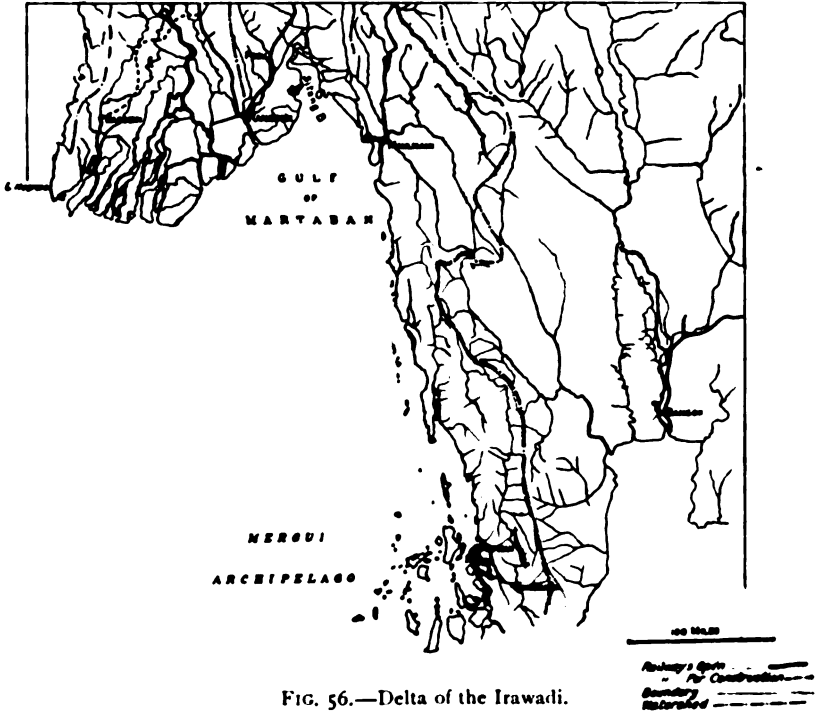 GULF
OF
MARTABAN
MERGUI
ARCHIPELAGO
100 MILES
Railways Open
" For Construction
Boundary
Watershed
FIG. 56.—Delta of the Irawadi.